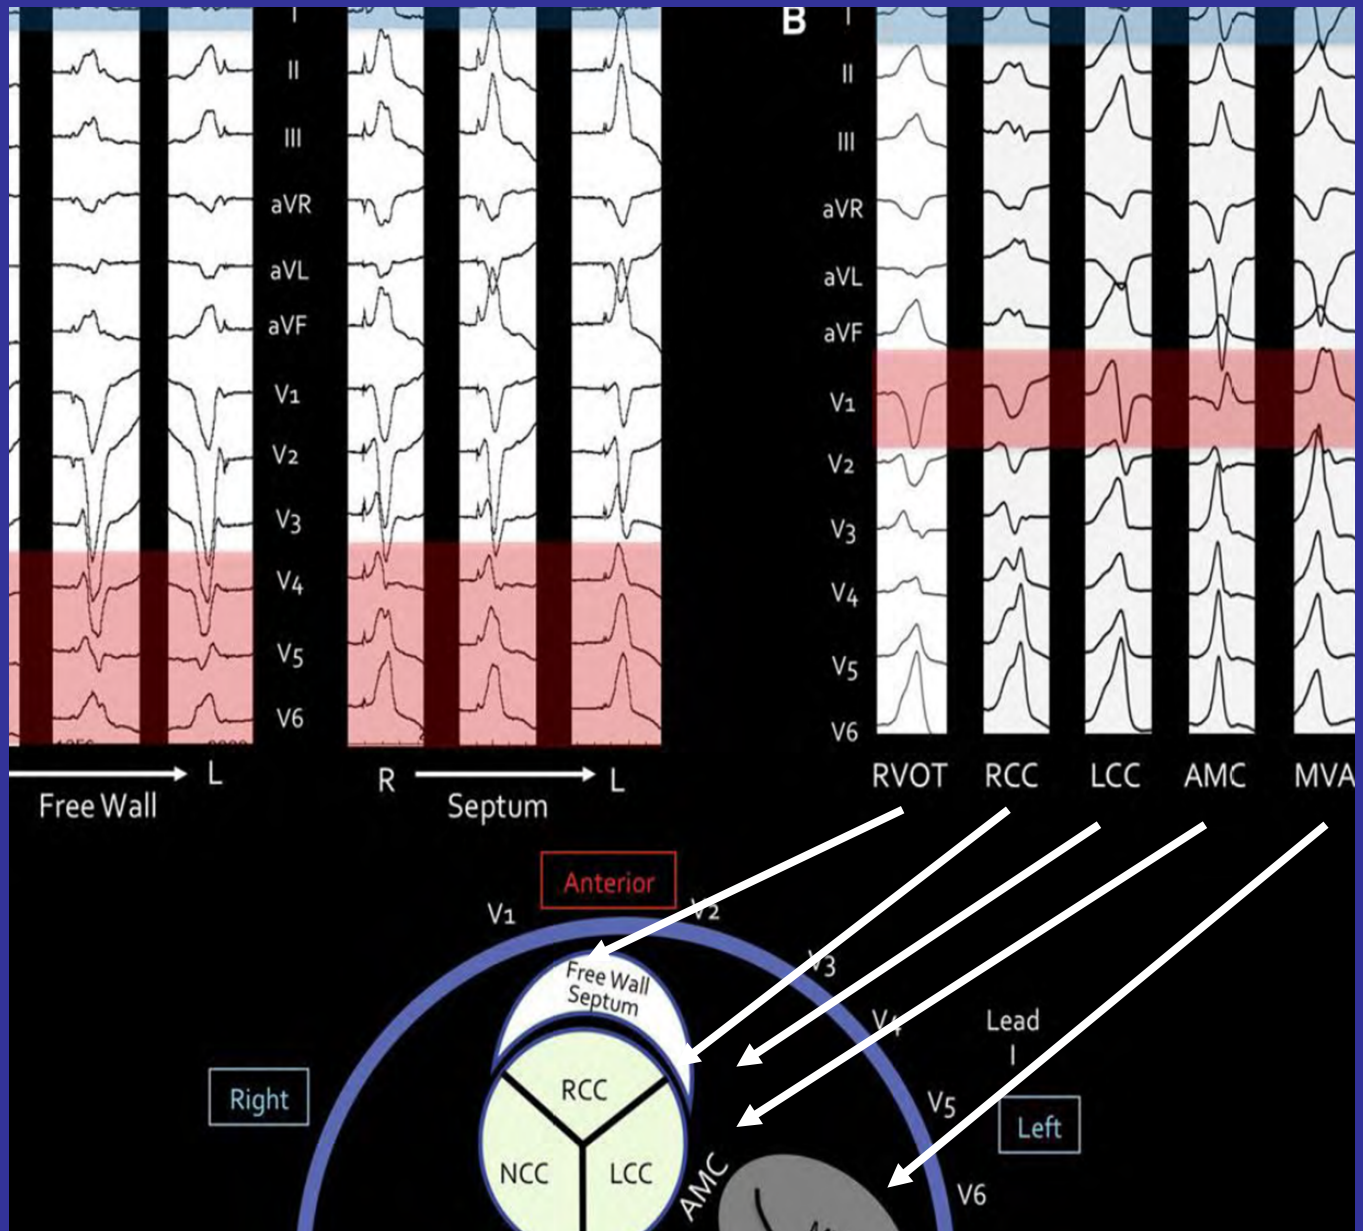 B
I
I
II
II
III
III
aVR
aVR
aVL
aVL
aVF
aVF
V1
V1
V2
V2
V3
V3
V4
V4
V5
V5
V6
V6
L
Free Wall
R
L
Septum
RVOT
RCC
LCC
AMC
MVA
Anterior
V1
V2
V3
V4
V5
V6
Free Wall
Septum
Lead
I
Right
Left
RCC
NCC
LCC
AMC